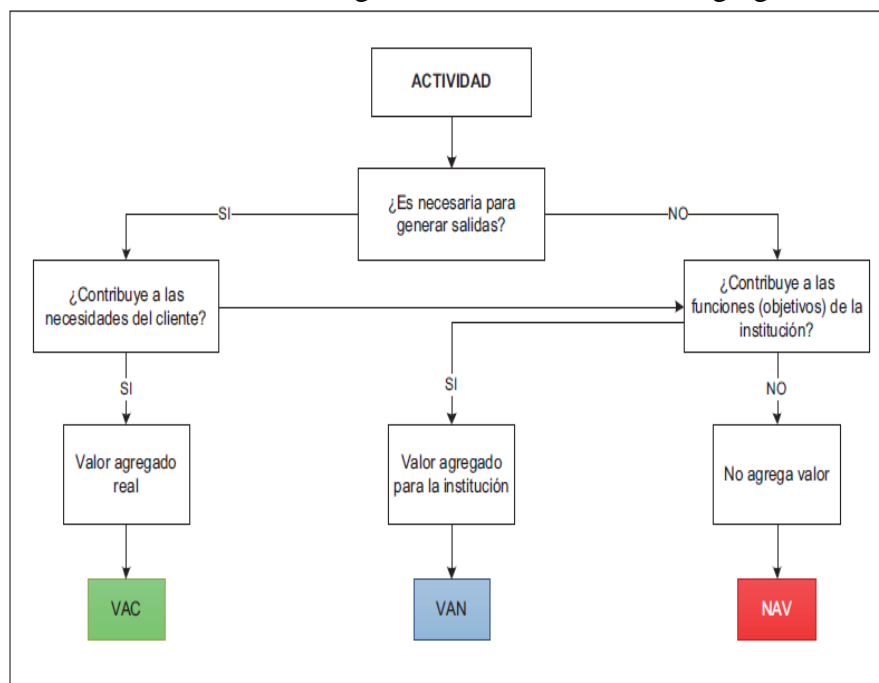 ACTIVIDAD
¿Es necesaria para
generar salidas?
SI
NO
¿Contribuye a las
necesidades del cliente?
¿Contribuye a las
funciones (objetivos) de la
institución?
SI
SI
NO
Valor agregado
real
Valor agregado
para la institución
No agrega valor
VAC
VAN
NAV